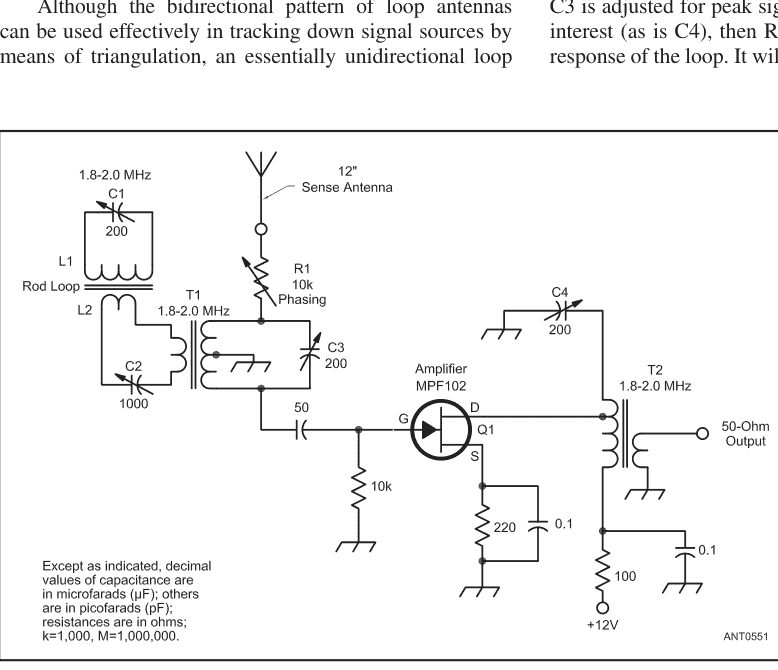 Although the bidirectional pattern of loop antennas
can be used effectively in tracking down signal sources by
means of triangulation, an essentially unidirectional loop
C3 is adjusted for peak sig
interest (as is C4), then R
response of the loop. It wil
12"
Sense Antenna
1.8-2.0 MHz
C1
200
L1
Rod Loop
L2
R1
10k
Phasing
T1
1.8-2.0 MHz
C2
1000
C3
200
C4
200
Amplifier
MPF102
T2
1.8-2.0 MHz
50
G
D
Q1
S
50-Ohm
Output
10k
220
0.1
0.1
100
+12V
Except as indicated, decimal
values of capacitance are
in microfarads (µF); others
are in picofarads (pF);
resistances are in ohms;
k=1,000, M=1,000,000.
ANT0551